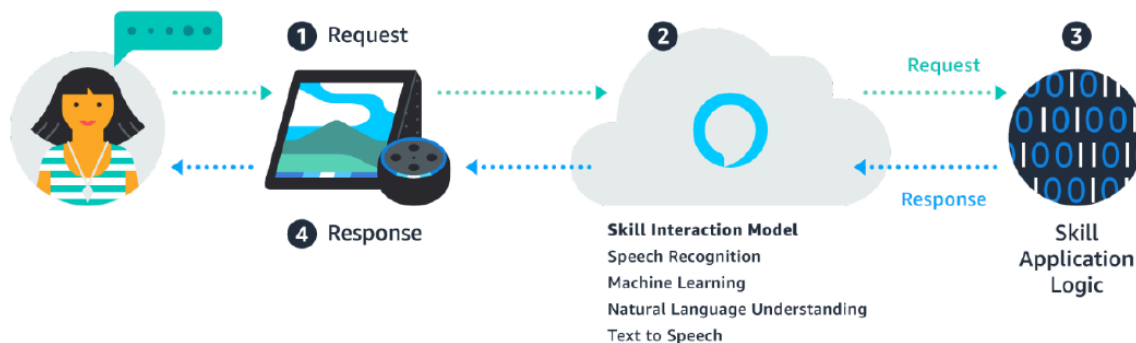 1 Request
2
3
Request
Response
4 Response
Skill Interaction Model
Speech Recognition
Machine Learning
Natural Language Understanding
Text to Speech
Skill
Application
Logic